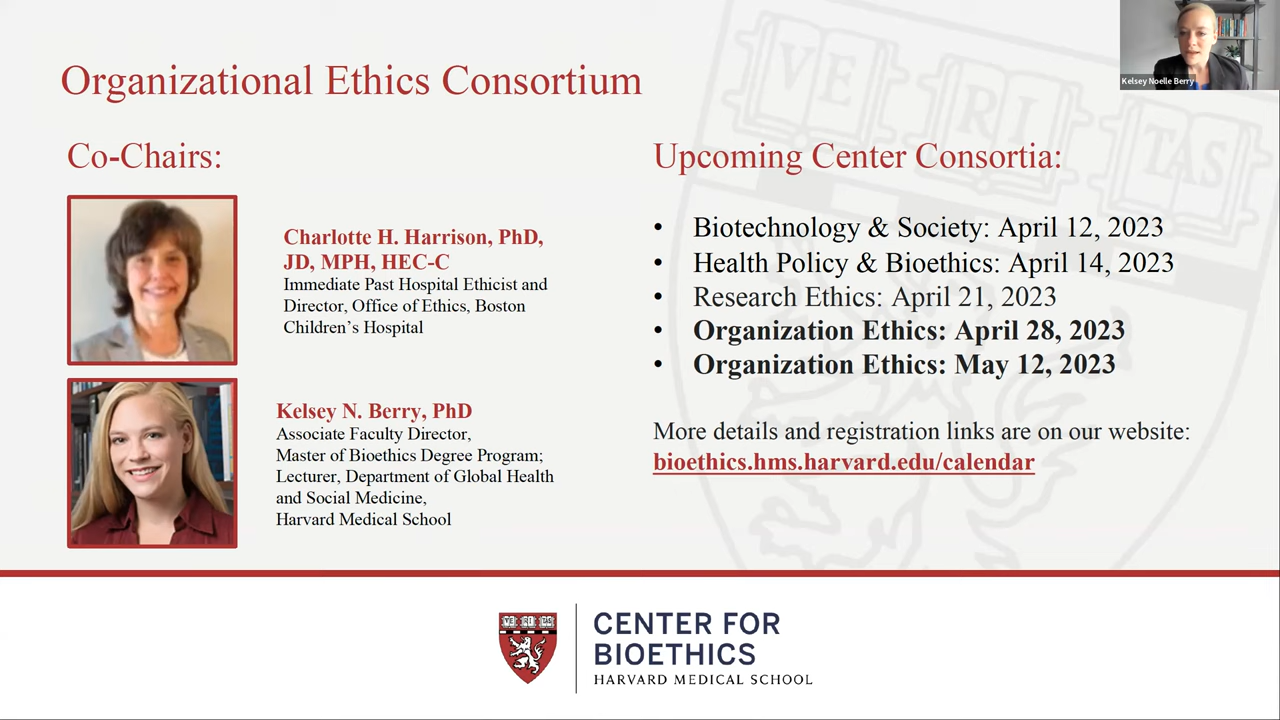 Organizational Ethics Consortium
Kelsey Noelle Berry
Co-Chairs:
Charlotte H. Harrison, PhD,
JD, MPH, HEC-C
Immediate Past Hospital Ethicist and
Director, Office of Ethics, Boston
Children's Hospital
Kelsey N. Berry, PhD
Associate Faculty Director,
Master of Bioethics Degree Program;
Lecturer, Department of Global Health
and Social Medicine,
Harvard Medical School
Upcoming Center Consortia:
• Biotechnology & Society: April 12, 2023
• Health Policy & Bioethics: April 14, 2023
• Research Ethics: April 21, 2023
• Organization Ethics: April 28, 2023
• Organization Ethics: May 12, 2023
More details and registration links are on our website:
bioethics.hms.harvard.edu/calendar
VE RI TAS
VE RI TAS
CENTER FOR
BIOETHICS
HARVARD MEDICAL SCHOOL